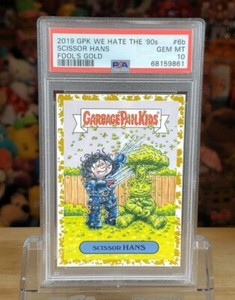 2019 GPK WE HATE THE '90s #6b
SCISSOR HANS GEM MT
FOOL'S GOLD 10
PSA 68159861
GARBAGE PAIL KIDS
SCISSOR HANS